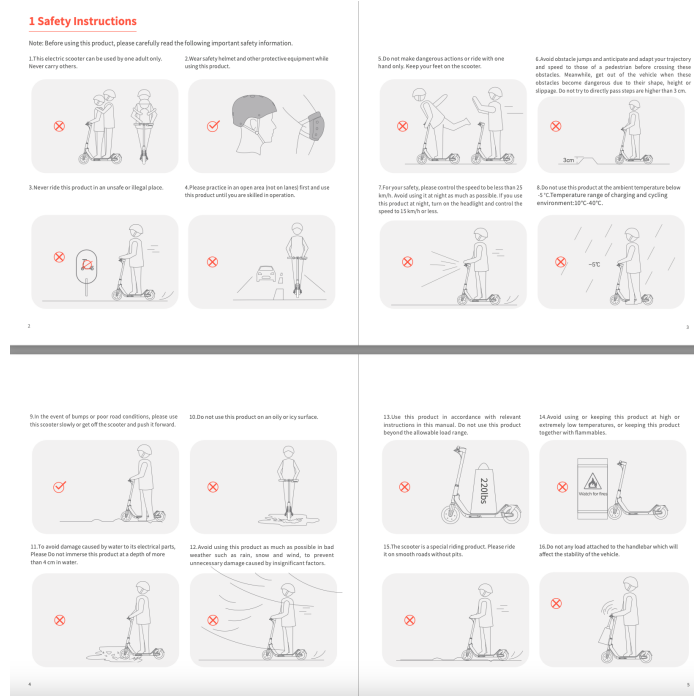 1 Safety Instructions
Note: Before using this product, please carefully read the following important safety information.
1.This electric scooter can be used by one adult only.
Never carry others.
2.Wear safety helmet and other protective equipment while
using this product.
3.Never ride this product in an unsafe or illegal place.
4.Please practice in an open area (not on lanes) first and use
this product until you are skilled in operation.
2
5.Do not make dangerous actions or ride with one
hand only. Keep your feet on the scooter.
6.Avoid obstacle jumps and anticipate and adapt your trajectory
and speed to those of a pedestrian before crossing these
obstacles. Meanwhile, get out of the vehicle when these
obstacles become dangerous due to their shape, height or
slippage. Do not try to directly pass steps are higher than 3 cm.
3cm
7.For your safety, please control the speed to be less than 25
km/h. Avoid using it at night as much as possible. If you use
this product at night, turn on the headlight and control the
speed to 15 km/h or less.
8.Do not use this product at the ambient temperature below
-5 °C.Temperature range of charging and cycling
environment:10°C-40°C.
-5°C
3
9.In the event of bumps or poor road conditions, please use
this scooter slowly or get off the scooter and push it forward.
10.Do not use this product on an oily or icy surface.
11.To avoid damage caused by water to its electrical parts,
Please Do not immerse this product at a depth of more
than 4 cm in water.
12.Avoid using this product as much as possible in bad
weather such as rain, snow and wind, to prevent
unnecessary damage caused by insignificant factors.
4
13.Use this product in accordance with relevant
instructions in this manual. Do not use this product
beyond the allowable load range.
220lbs
14.Avoid using or keeping this product at high or
extremely low temperatures, or keeping this product
together with flammables.
Watch for fires
15.The scooter is a special riding product. Please ride
it on smooth roads without pits.
16.Do not any load attached to the handlebar which will
affect the stability of the vehicle.
5